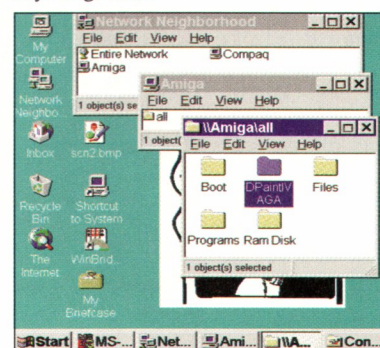 My
Computer
Network
Neighbo...
Inbox
scn2.bmp
Recycle
Bin
Shortcut
to System
The
Internet
WinBrid...
My
Briefcase
Network Neighborhood
File Edit View Help
Entire Network
Compaq
Amiga
1 object(s) se
Amiga
File Edit View Help
all
1 object(
\\Amiga\all
File Edit View Help
Boot
DPaintIV
AGA
Files
Programs
Ram Disk
1 object(s) selected
Start
MS-...
Net...
Ami...
\\A...
Con...